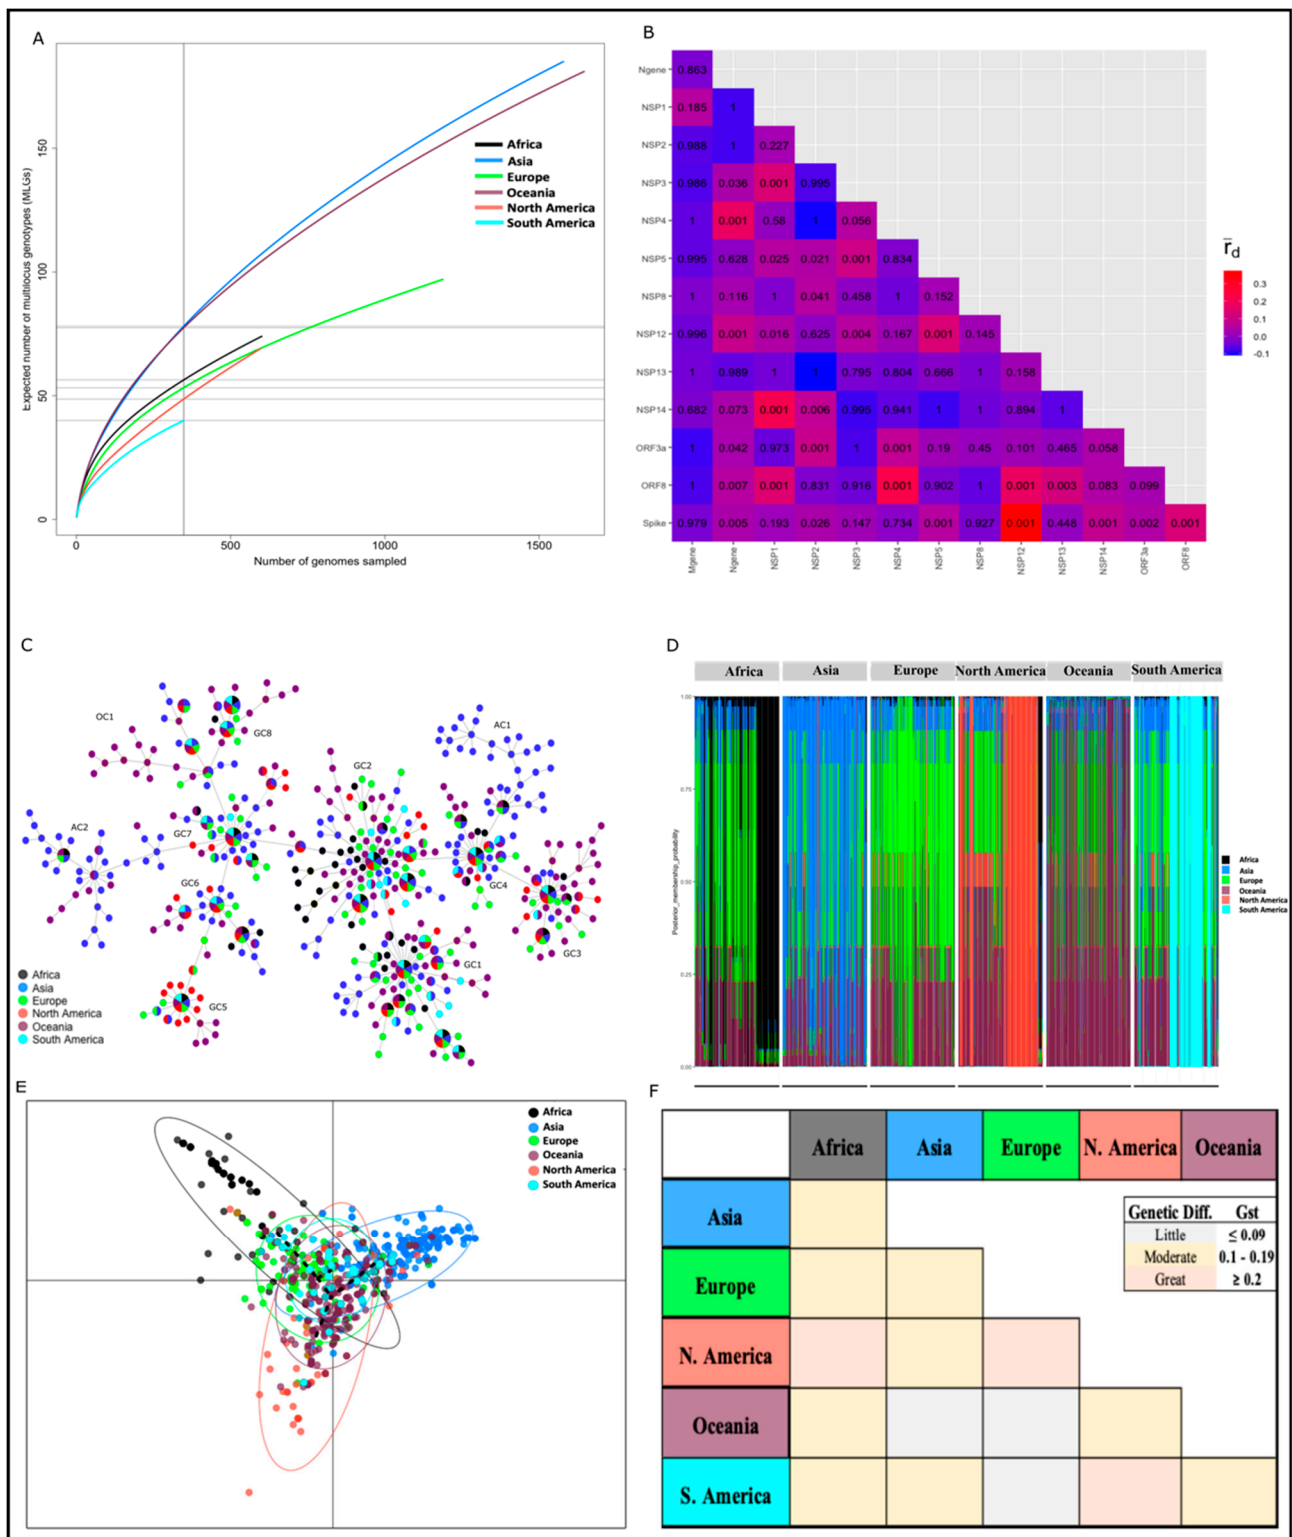 A
Expected number of multilocus genotypes (MLGs)
150
100
50
0
Africa
Asia
Europe
Oceania
North America
South America
0 500 1000 1500
Number of genomes sampled
B
Ngene 0.863
NSP1 0.185 1
NSP2 0.988 1 0.227
NSP3 0.986 0.036 0.001 0.995
NSP4 1 0.001 0.58 1 0.056
NSP5 0.995 0.628 0.025 0.021 0.001 0.834
NSP8 1 0.116 1 0.041 0.458 1 0.152
NSP12 0.996 0.001 0.016 0.625 0.004 0.167 0.001 0.145
NSP13 1 0.989 1 1 0.795 0.804 0.666 1 0.158
NSP14 0.682 0.073 0.001 0.006 0.995 0.941 1 1 0.894 1
ORF3a 1 0.042 0.973 0.001 1 0.001 0.19 0.45 0.101 0.465 0.058
ORF8 1 0.007 0.001 0.831 0.916 0.001 0.902 1 0.001 0.003 0.083 0.099
Spike 0.979 0.005 0.193 0.026 0.147 0.734 0.001 0.927 0.001 0.448 0.001 0.002 0.001
Mgene Ngene NSP1 NSP2 NSP3 NSP4 NSP5 NSP8 NSP12 NSP13 NSP14 ORF3a ORF8
r̄d
0.3
0.2
0.1
0.0
-0.1
C
OC1
GC8
AC1
GC2
AC2
GC7
GC6
GC4
GC3
GC1
GC5
Africa
Asia
Europe
North America
Oceania
South America
D
Africa Asia Europe North America Oceania South America
Posterior_membership_probability
1.00
0.75
0.50
0.25
0.00
Africa
Asia
Europe
Oceania
North America
South America
E
Africa
Asia
Europe
Oceania
North America
South America
F
Africa Asia Europe N. America Oceania
Asia
Europe
N. America
Oceania
S. America
Genetic Diff. Gst
Little ≤ 0.09
Moderate 0.1 - 0.19
Great ≥ 0.2